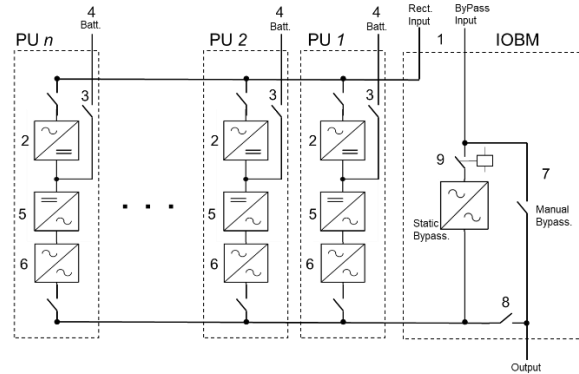 4
Batt.
PU n
4
Batt.
PU 2
4
Batt.
PU 1
Rect.
Input
ByPass
Input
1
IOBM
3
3
3
2
2
2
9
7
5
5
5
Static
Bypass.
Manual
Bypass.
6
6
6
8
Output